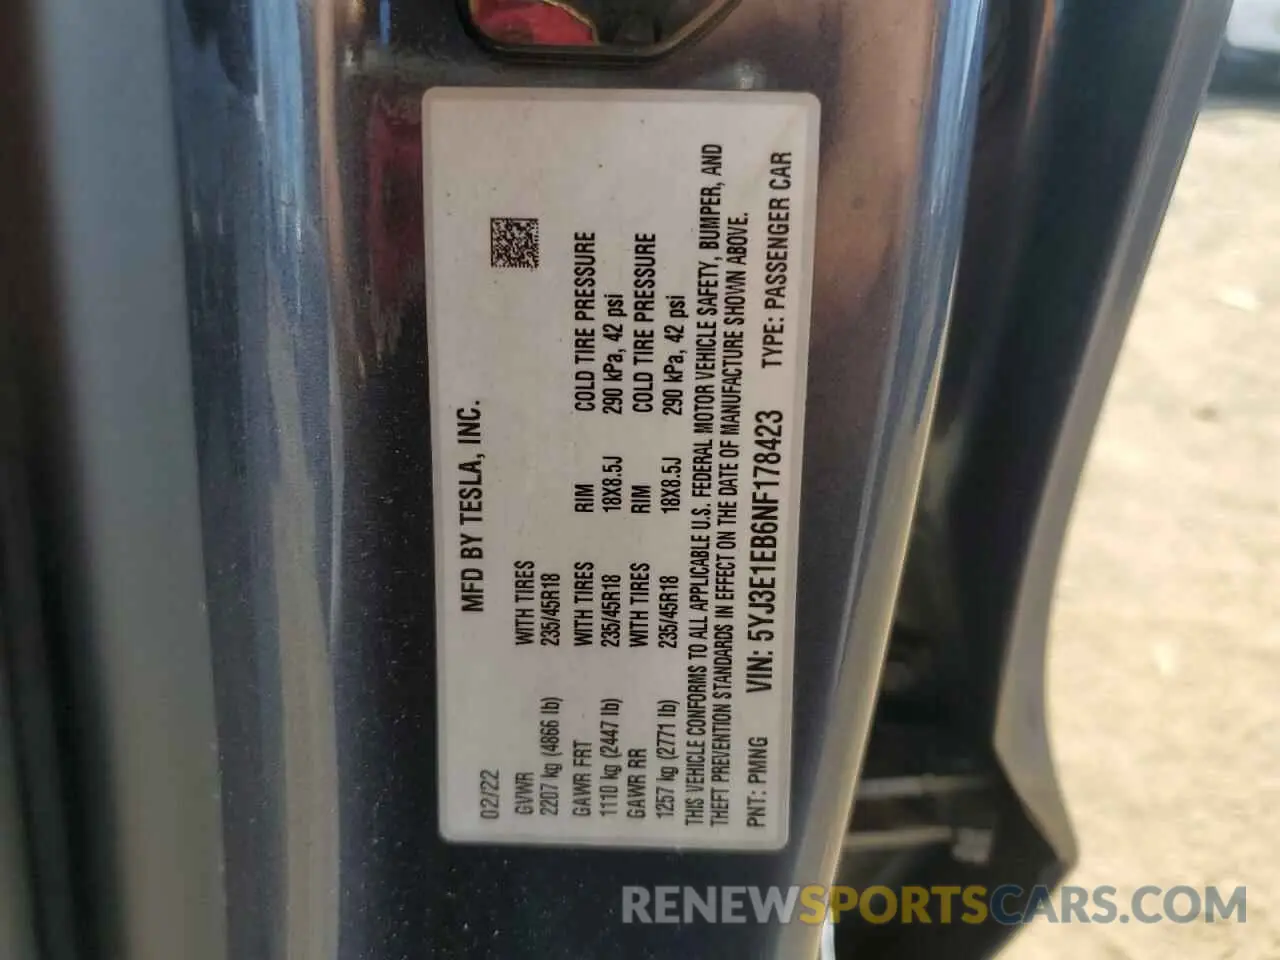 MFD BY TESLA, INC.
02/22
GVWR WITH TIRES
2207 kg (4866 lb) 235/45R18
GAWR FRT WITH TIRES RIM COLD TIRE PRESSURE
1110 kg (2447 lb) 235/45R18 18X8.5J 290 kPa, 42 psi
GAWR RR WITH TIRES RIM COLD TIRE PRESSURE
1257 kg (2771 lb) 235/45R18 18X8.5J 290 kPa, 42 psi
THIS VEHICLE CONFORMS TO ALL APPLICABLE U.S. FEDERAL MOTOR VEHICLE SAFETY, BUMPER, AND
THEFT PREVENTION STANDARDS IN EFFECT ON THE DATE OF MANUFACTURE SHOWN ABOVE.
PNT: PMNG VIN: 5YJ3E1EB6NF178423 TYPE: PASSENGER CAR
RENEWSPORTSCARS.COM